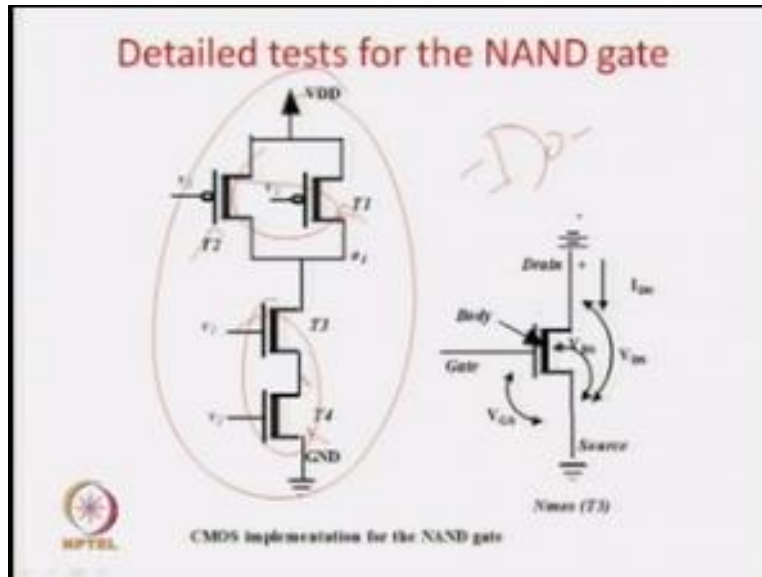 Detailed tests for the NAND gate
VDD
T1
T2
T3
T4
GND
Drain
Body
Gate
Source
Nmos (T3)
NPTEL
CMOS implementation for the NAND gate